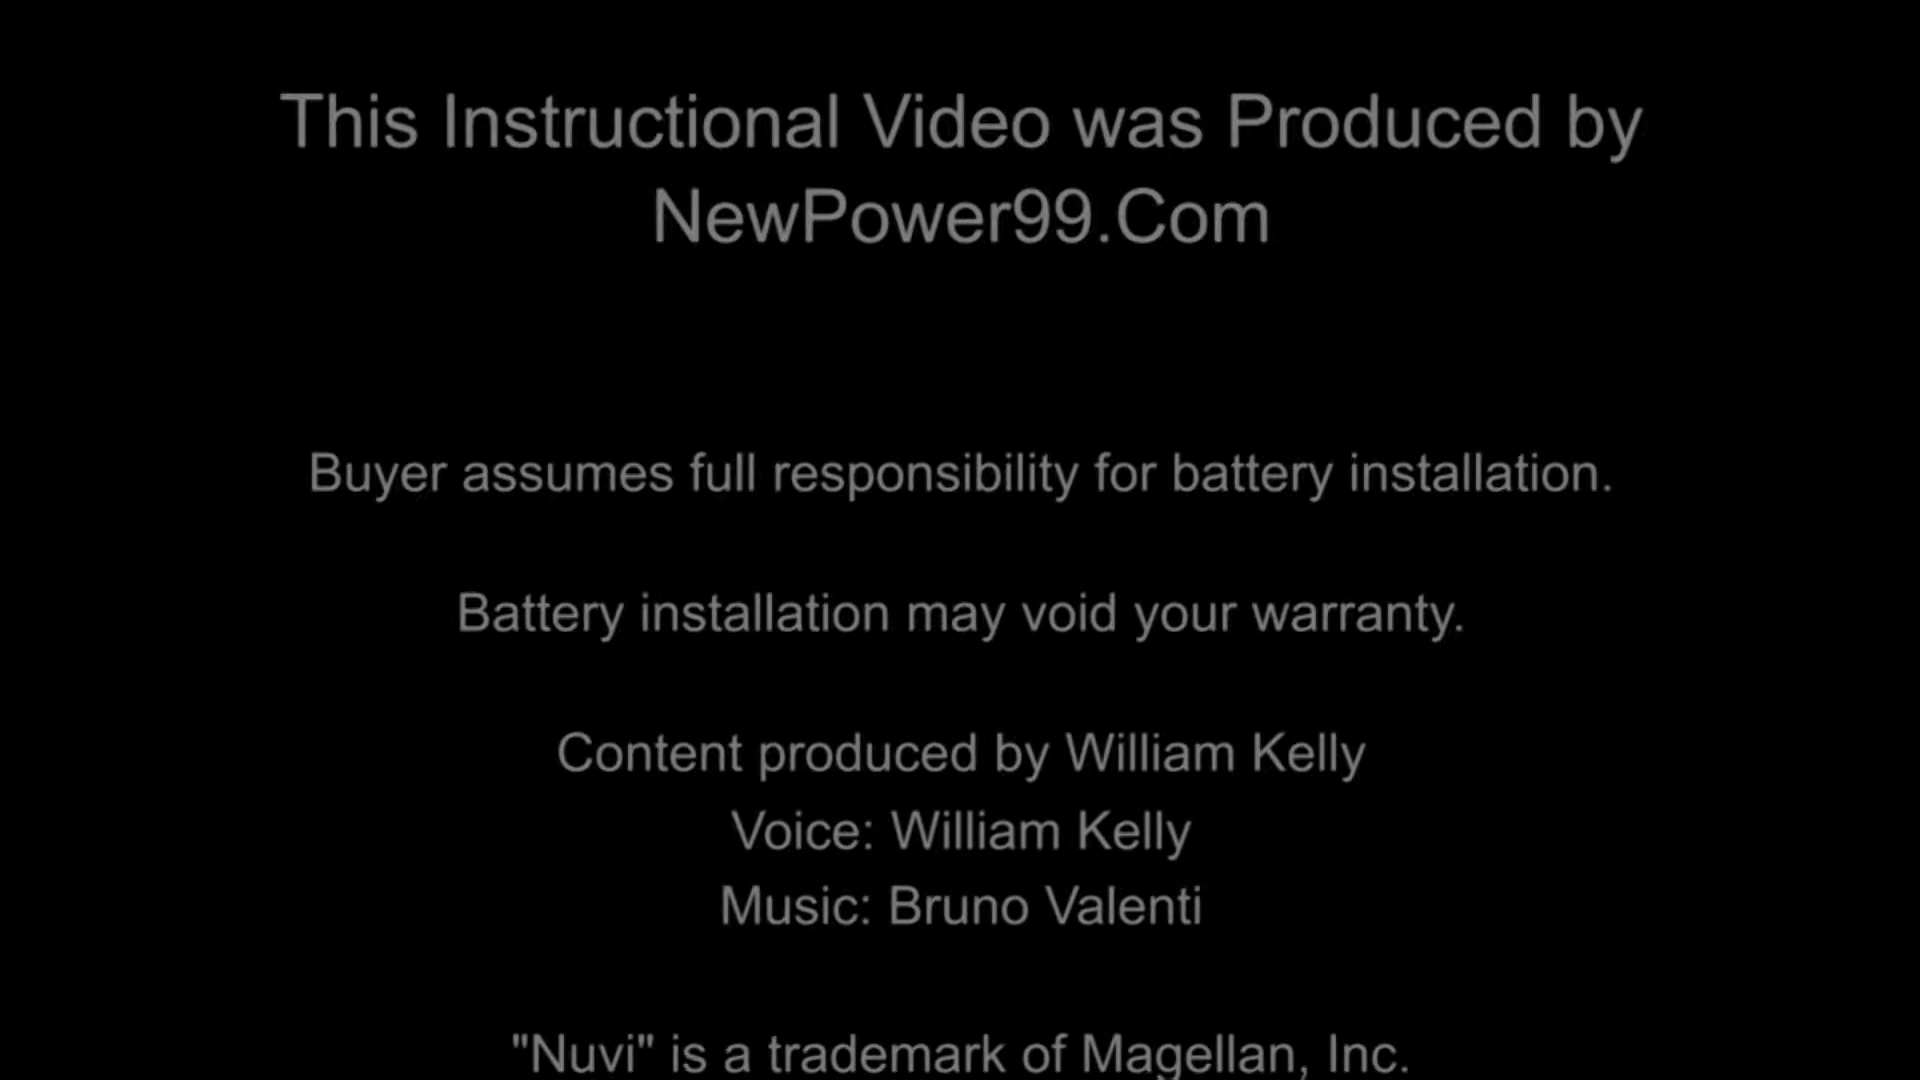 This Instructional Video was Produced by
NewPower99.Com
Buyer assumes full responsibility for battery installation.
Battery installation may void your warranty.
Content produced by William Kelly
Voice: William Kelly
Music: Bruno Valenti
"Nuvi" is a trademark of Magellan, Inc.